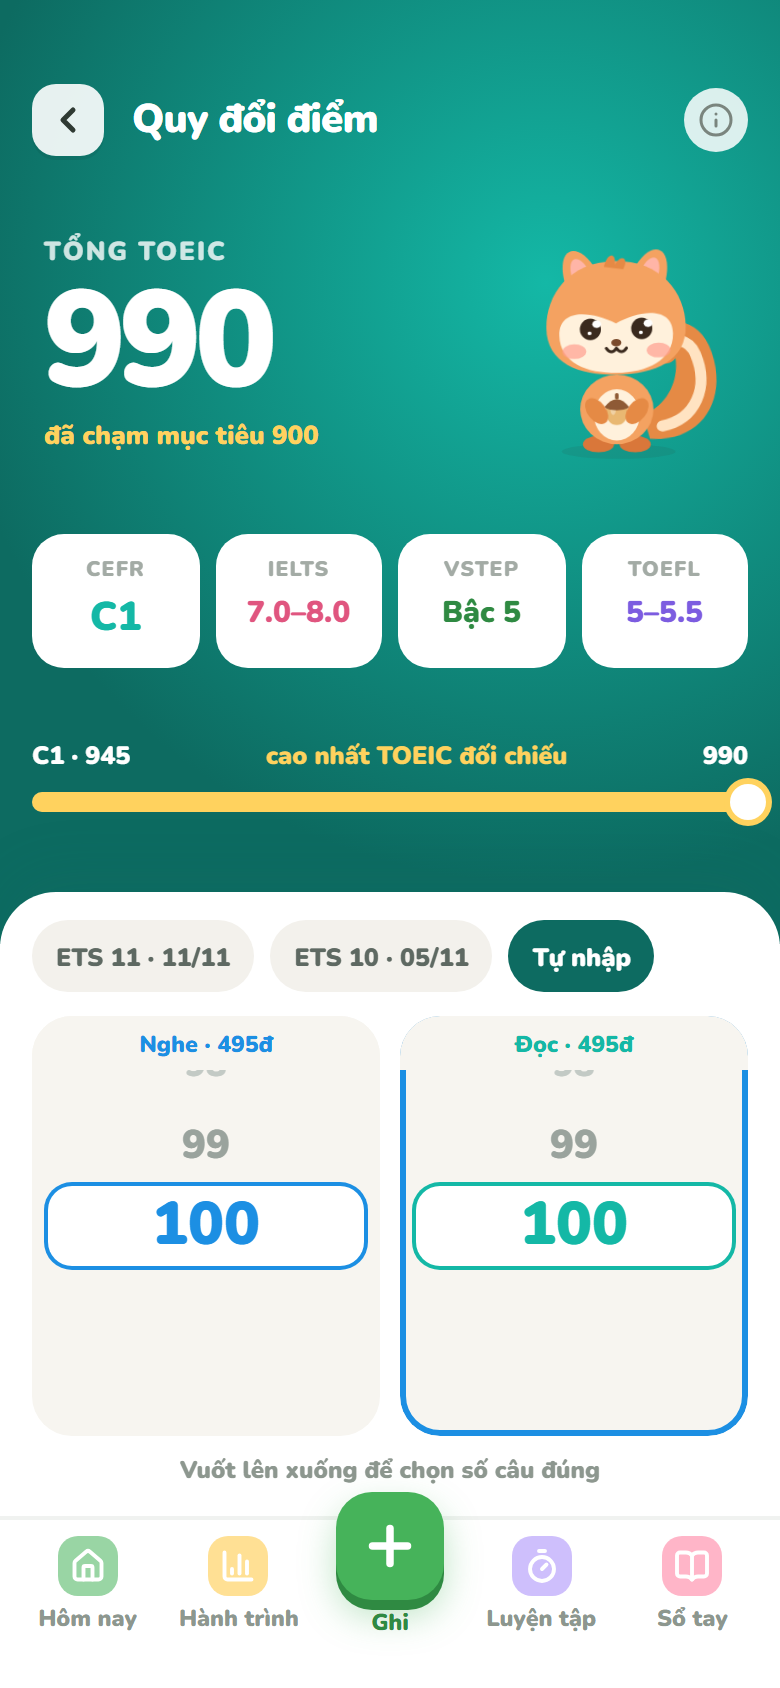 Quy đổi điểm
TỔNG TOEIC
990
đã chạm mục tiêu 900
CEFR
C1
IELTS
7.0–8.0
VSTEP
Bậc 5
TOEFL
5–5.5
C1 · 945
cao nhất TOEIC đối chiếu
990
ETS 11 · 11/11
ETS 10 · 05/11
Tự nhập
Nghe · 495đ
99
100
Đọc · 495đ
99
100
Vuốt lên xuống để chọn số câu đúng
Hôm nay
Hành trình
Ghi
Luyện tập
Sổ tay